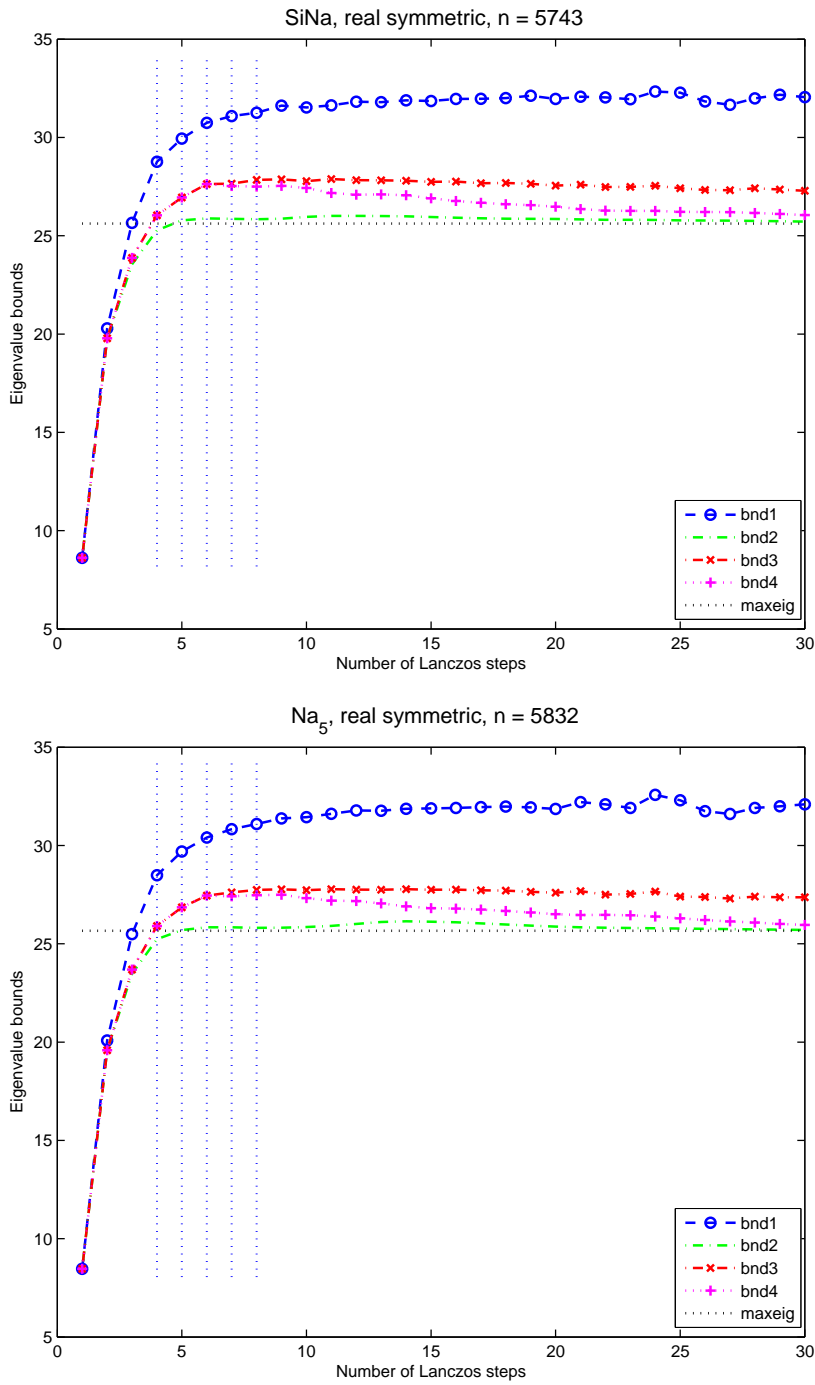 SiNa, real symmetric, n = 5743
35
30
25
20
15
10
5
Eigenvalue bounds
0 5 10 15 20 25 30
Number of Lanczos steps
bnd1
bnd2
bnd3
bnd4
maxeig
Na5, real symmetric, n = 5832
35
30
25
20
15
10
5
Eigenvalue bounds
0 5 10 15 20 25 30
Number of Lanczos steps
bnd1
bnd2
bnd3
bnd4
maxeig